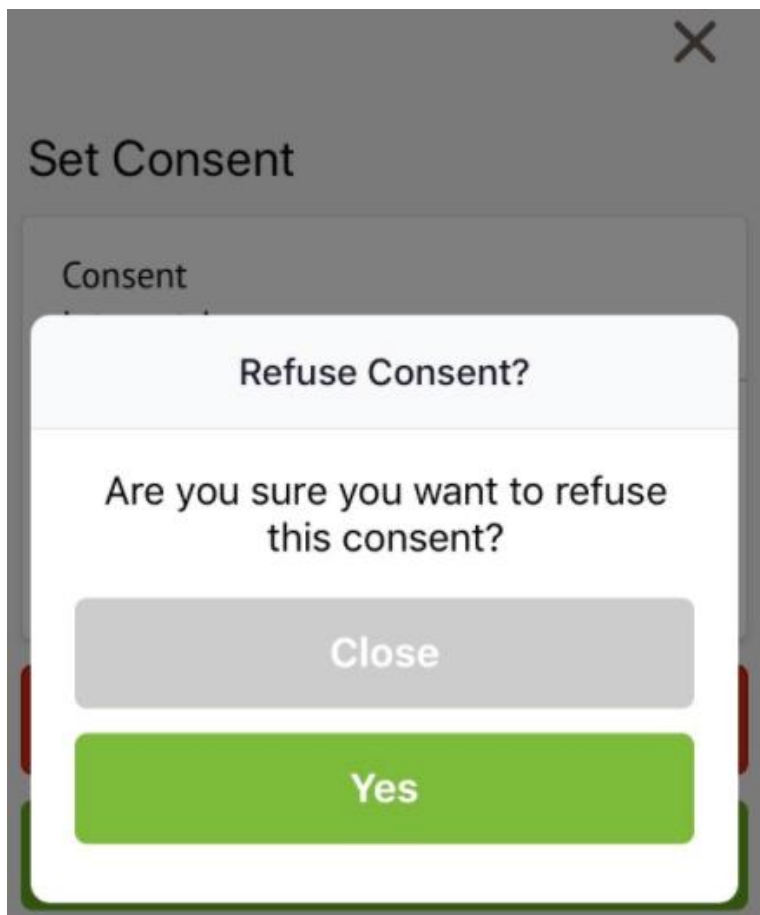 Set Consent
Consent
Refuse Consent?
Are you sure you want to refuse
this consent?
Close
Yes